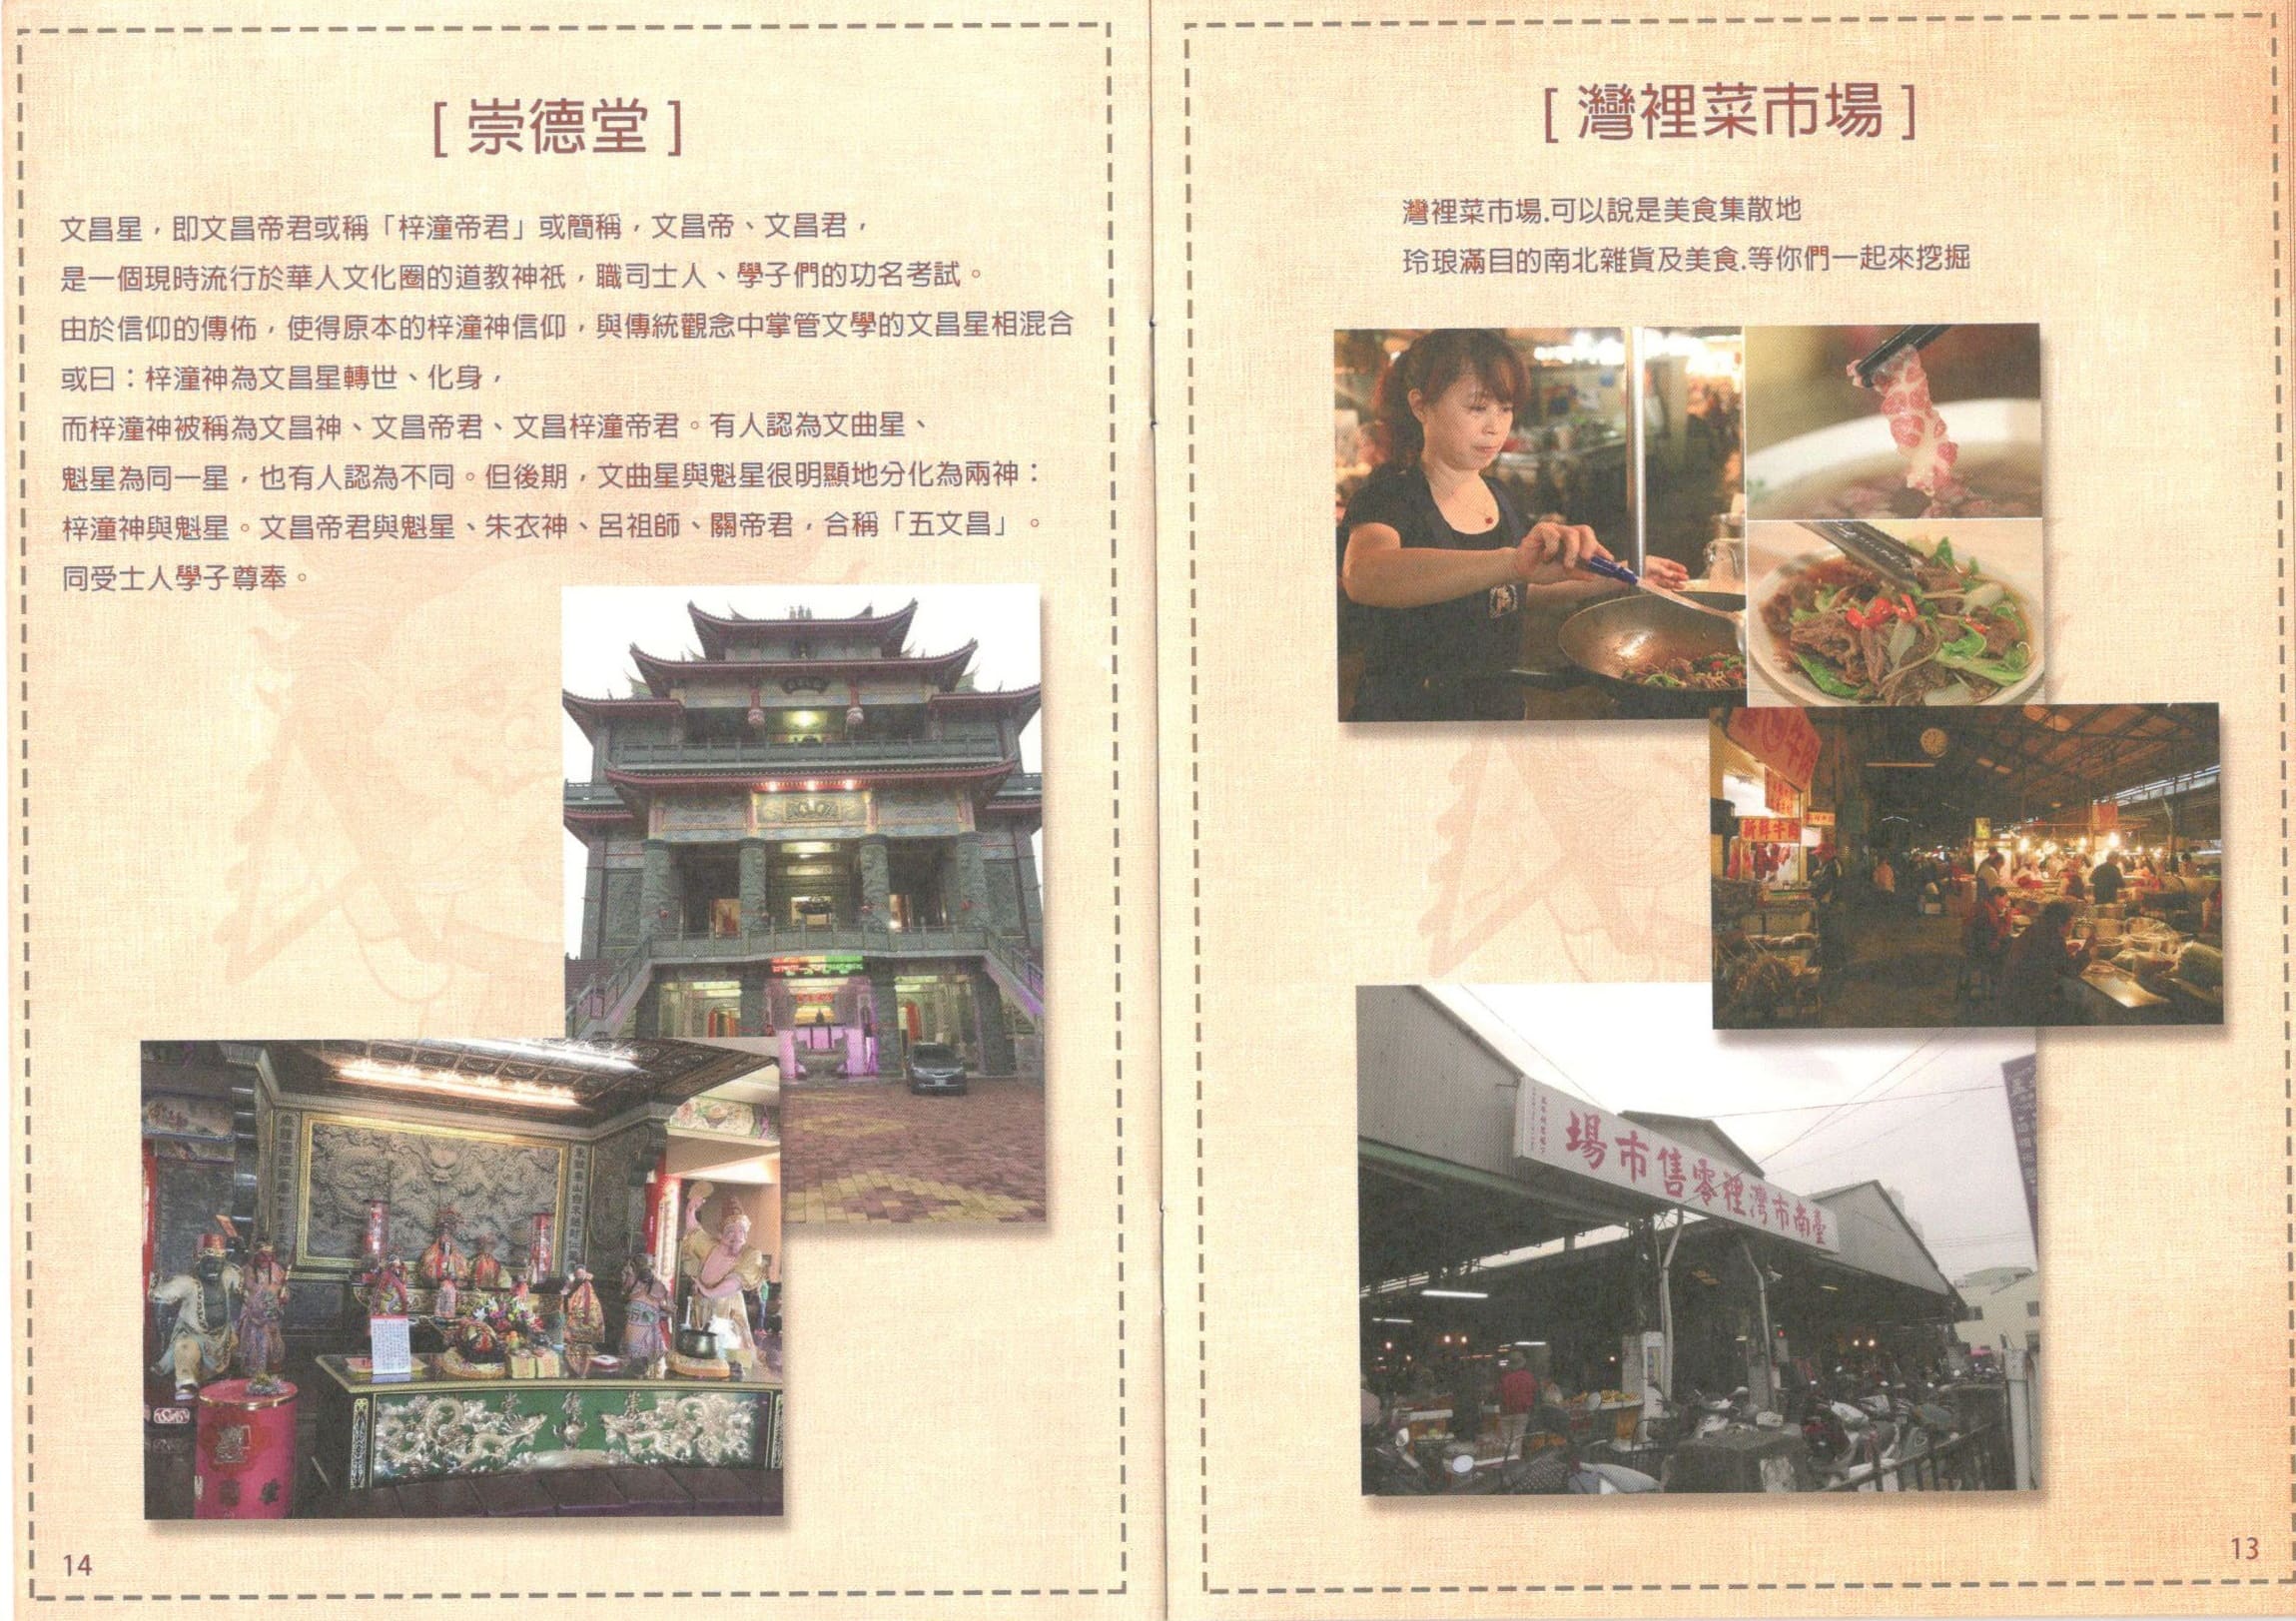 [ 崇德堂 ]
文昌星，即文昌帝君或稱「梓潼帝君」或簡稱，文昌帝、文昌君，
是一個現時流行於華人文化圈的道教神祇，職司士人、學子們的功名考試。
由於信仰的傳佈，使得原本的梓潼神信仰，與傳統觀念中掌管文學的文昌星相混合
或曰：梓潼神為文昌星轉世、化身，
而梓潼神被稱為文昌神、文昌帝君、文昌梓潼帝君。有人認為文曲星、
魁星為同一星，也有人認為不同。但後期，文曲星與魁星很明顯地分化為兩神：
梓潼神與魁星。文昌帝君與魁星、朱衣神、呂祖師、關帝君，合稱「五文昌」。
同受士人學子尊奉。
堂德崇
14
[ 灣裡菜市場 ]
灣裡菜市場.可以說是美食集散地
玲琅滿目的南北雜貨及美食.等你們一起來挖掘
牛肉
新鮮牛肉
場市售零裡灣市南臺
13